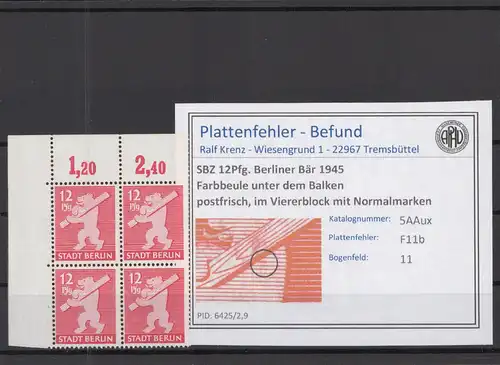 1,20 2,40
12 Pfg 12 Pfg
STADT BERLIN STADT BERLIN
12 Pfg 12 Pfg
STADT BERLIN STADT BERLIN
Plattenfehler - Befund
Ralf Krenz - Wiesengrund 1 - 22967 Tremsbüttel
SBZ 12Pfg. Berliner Bär 1945
Farbbeule unter dem Balken
postfrisch, im Viererblock mit Normalmarken
Katalognummer: 5AAux
Plattenfehler: F11b
Bogenfeld: 11
PID: 6425/2,9